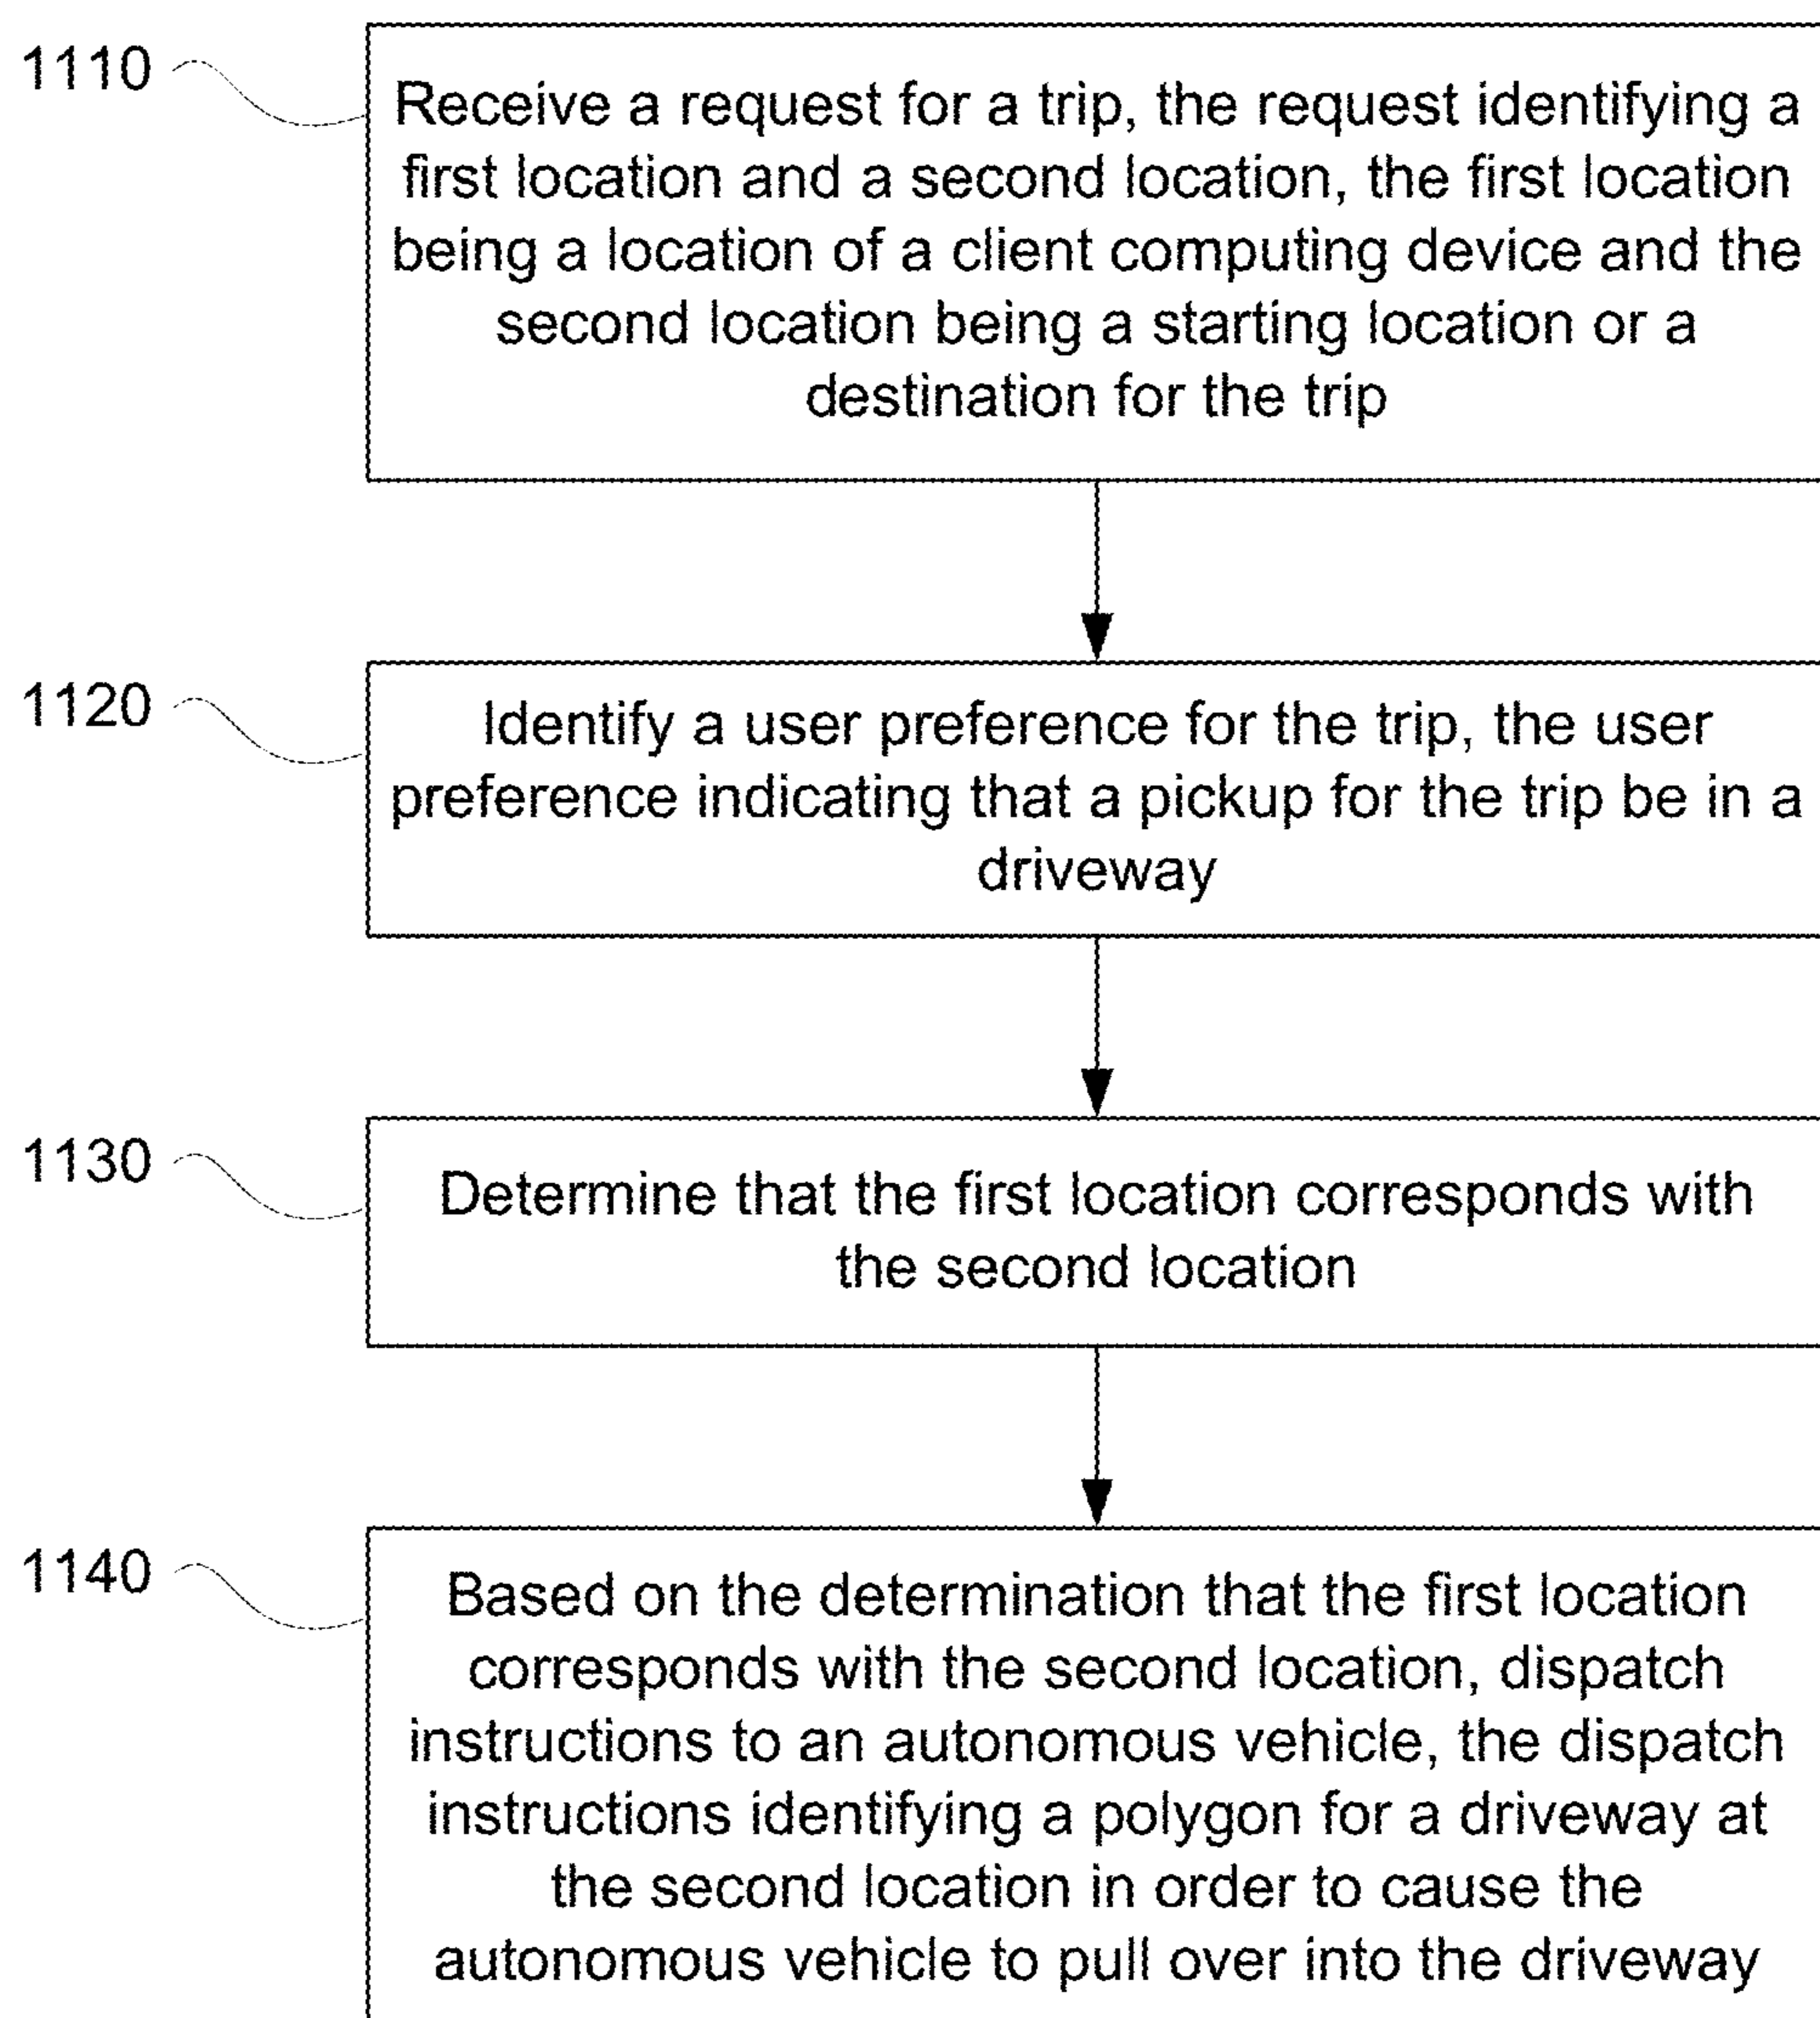 1110
Receive a request for a trip, the request identifying a
first location and a second location, the first location
being a location of a client computing device and the
second location being a starting location or a
destination for the trip
1120
Identify a user preference for the trip, the user
preference indicating that a pickup for the trip be in a
driveway
1130
Determine that the first location corresponds with
the second location
1140
Based on the determination that the first location
corresponds with the second location, dispatch
instructions to an autonomous vehicle, the dispatch
instructions identifying a polygon for a driveway at
the second location in order to cause the
autonomous vehicle to pull over into the driveway